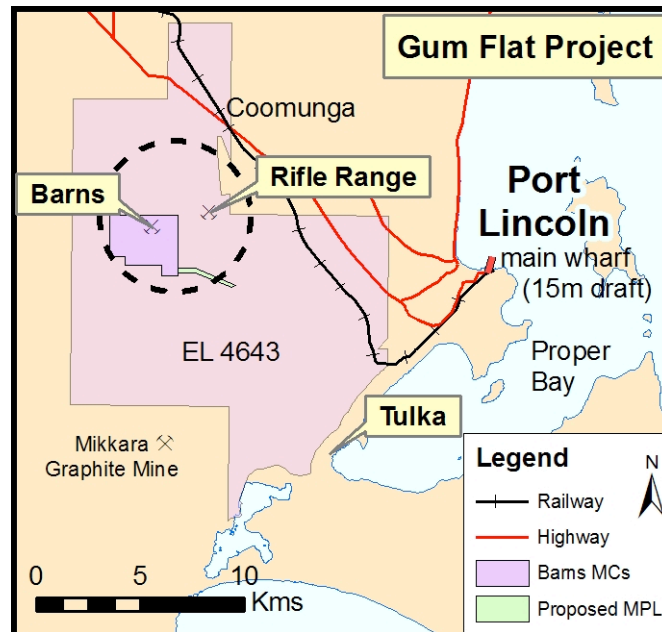 Gum Flat Project
Coomunga
Barns
Rifle Range
Port
Lincoln
main wharf
(15m draft)
EL 4643
Proper
Bay
Tulka
Mikkara
Graphite Mine
Legend
N
Railway
Highway
Barns MCs
Proposed MPL
0 5 10
Kms